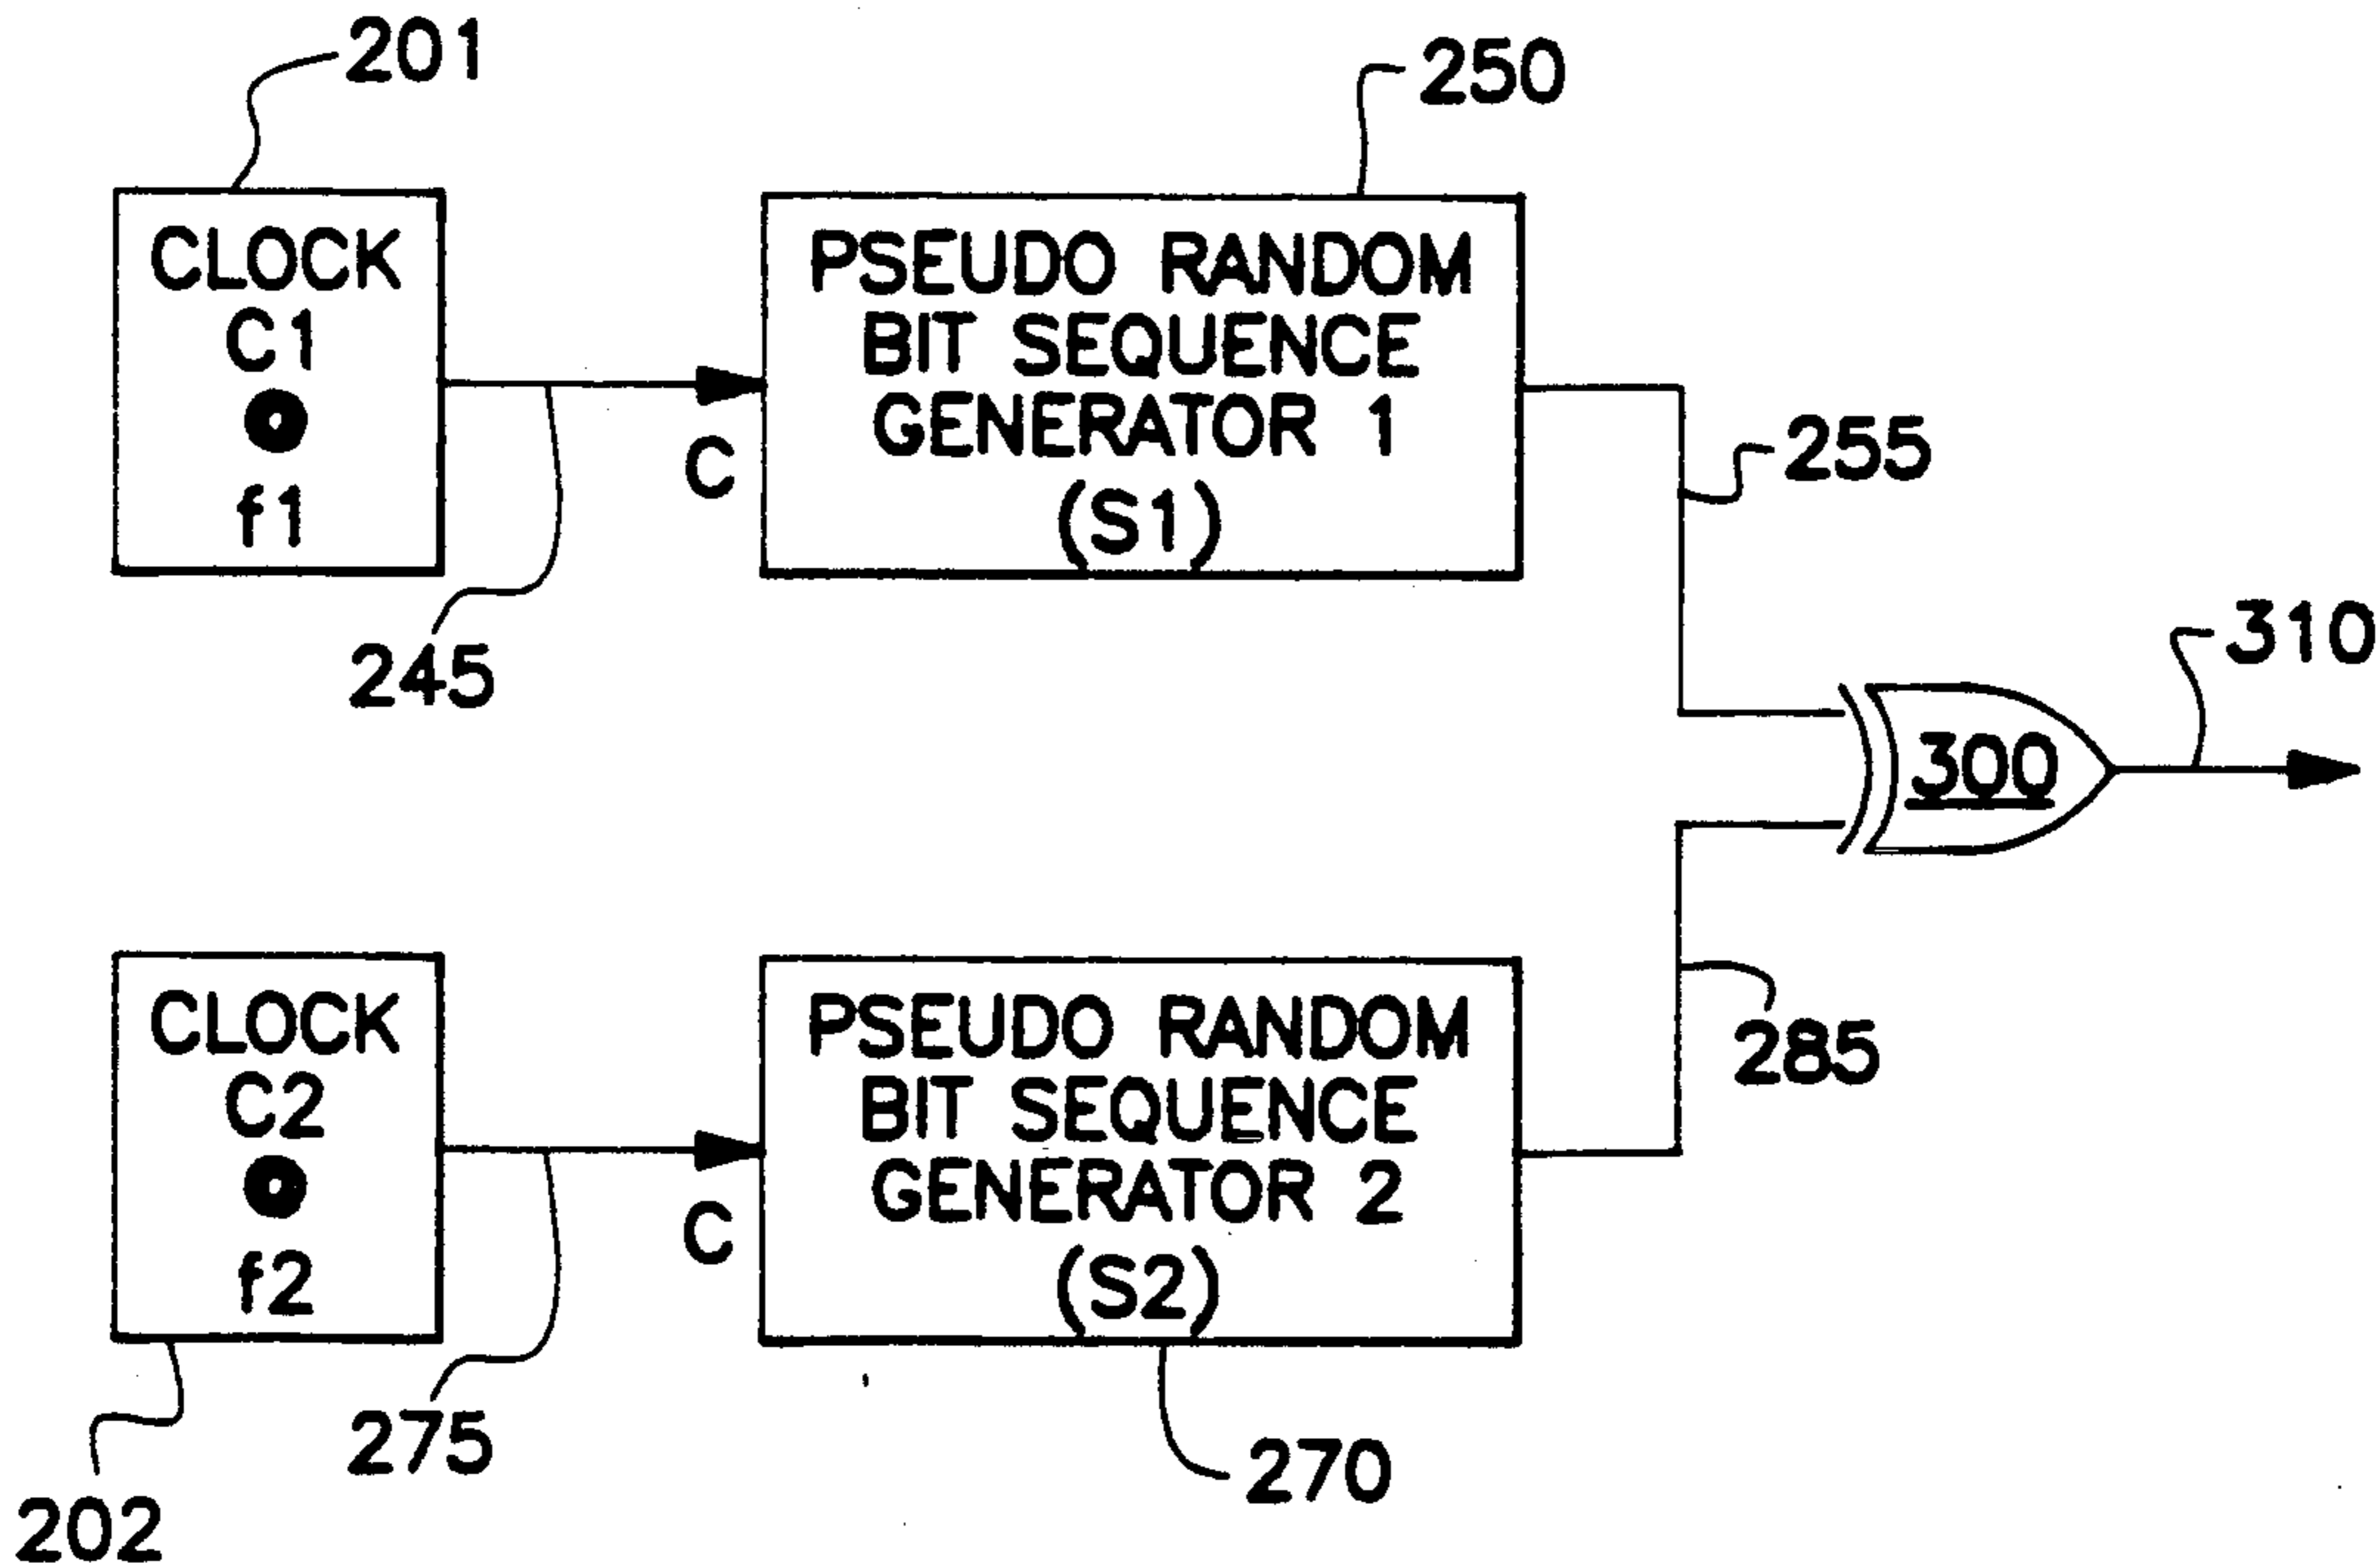 201
250
CLOCK
C1
f1
PSEUDO RANDOM
BIT SEQUENCE
GENERATOR 1
(S1)
C
255
245
310
300
CLOCK
C2
f2
PSEUDO RANDOM
BIT SEQUENCE
GENERATOR 2
(S2)
C
285
275
270
202